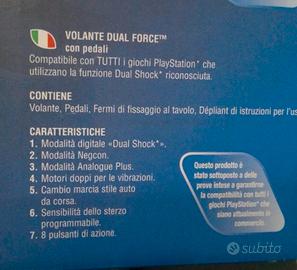 VOLANTE DUAL FORCE™
con pedali
Compatibile con TUTTI i giochi PlayStation* che
utilizzano la funzione Dual Shock* riconosciuta.
CONTIENE
Volante, Pedali, Fermi di fissaggio al tavolo, Dépliant di istruzioni per l'us
CARATTERISTICHE
1. Modalità digitale «Dual Shock*».
2. Modalità Negcon.
3. Modalità Analogue Plus.
4. Motori doppi per le vibrazioni.
5. Cambio marcia stile auto
da corsa.
6. Sensibilità dello sterzo
programmabile.
7. 8 pulsanti di azione.
Questo prodotto è
stato sottoposto a delle
prove intese a garantirne
la compatibilità con tutti i
giochi PlayStation* che
siano attualmente in
commercio.
subito